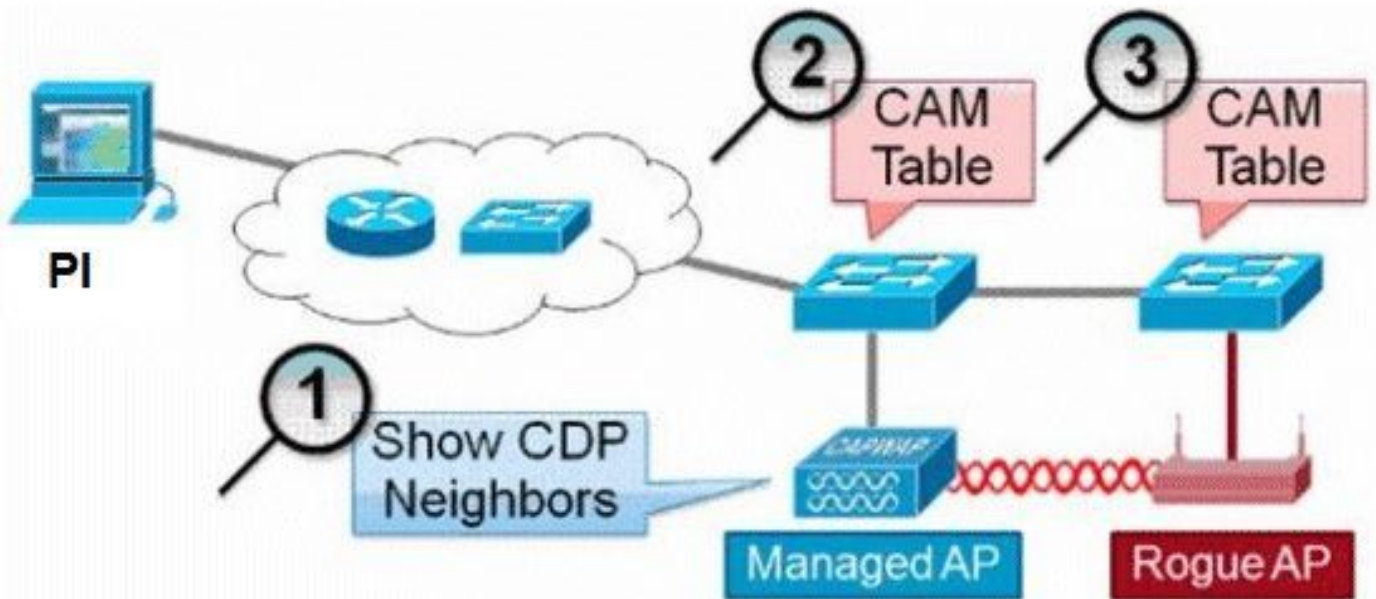 2
CAM
Table
3
CAM
Table
PI
1
Show CDP
Neighbors
CAPWAP
Managed AP
Rogue AP